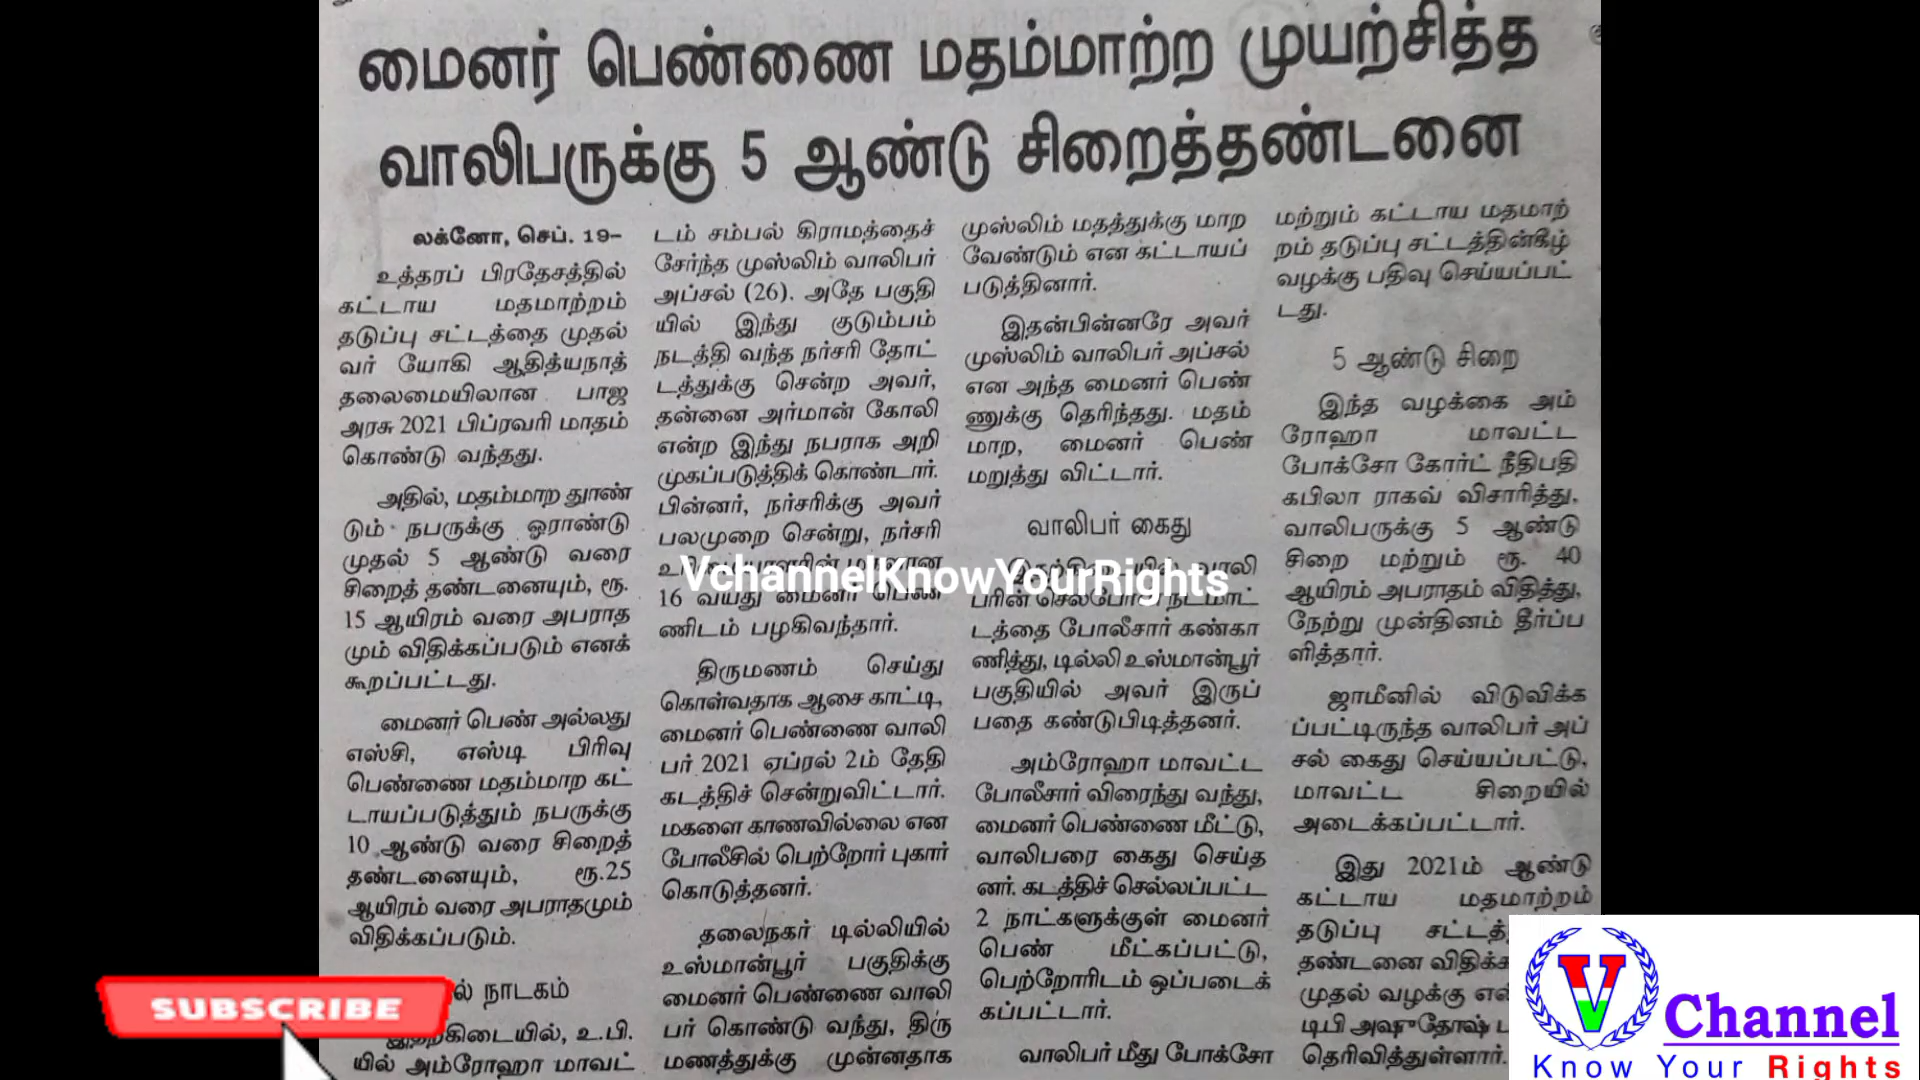 மைனர் பெண்ணை மதம்மாற்ற முயற்சித்த
வாலிபருக்கு 5 ஆண்டு சிறைத்தண்டனை
லக்னோ, செப். 19–
உத்தரப் பிரதேசத்தில்
கட்டாய மதமாற்றம்
தடுப்பு சட்டத்தை முதல்
வர் யோகி ஆதித்யநாத்
தலைமையிலான பாஜ
அரசு 2021 பிப்ரவரி மாதம்
கொண்டு வந்தது.
அதில், மதம்மாற தூண்
டும் நபருக்கு ஓராண்டு
முதல் 5 ஆண்டு வரை
சிறைத் தண்டனையும், ரூ.
15 ஆயிரம் வரை அபராத
மும் விதிக்கப்படும் எனக்
கூறப்பட்டது.
மைனர் பெண் அல்லது
எஸ்சி, எஸ்டி பிரிவு
பெண்ணை மதம்மாற கட்
டாயப்படுத்தும் நபருக்கு
10 ஆண்டு வரை சிறைத்
தண்டனையும், ரூ.25
ஆயிரம் வரை அபராதமும்
விதிக்கப்படும்.
ல் நாடகம்
இதற்கிடையில், உ.பி.
யில் அம்ரோஹா மாவட்
டம் சம்பல் கிராமத்தைச்
சேர்ந்த முஸ்லிம் வாலிபர்
அப்சல் (26). அதே பகுதி
யில் இந்து குடும்பம்
நடத்தி வந்த நர்சரி தோட்
டத்துக்கு சென்ற அவர்,
தன்னை அர்மான் கோலி
என்ற இந்து நபராக அறி
முகப்படுத்திக் கொண்டார்.
பின்னர், நர்சரிக்கு அவர்
பலமுறை சென்று, நர்சரி
16 வயது மைனர் பெண்
ணிடம் பழகிவந்தார்.
திருமணம் செய்து
கொள்வதாக ஆசை காட்டி,
மைனர் பெண்ணை வாலி
பர் 2021 ஏப்ரல் 2ம் தேதி
கடத்திச் சென்றுவிட்டார்.
மகளை காணவில்லை என
போலீசில் பெற்றோர் புகார்
கொடுத்தனர்.
தலைநகர் டில்லியில்
உஸ்மான்பூர் பகுதிக்கு
மைனர் பெண்ணை வாலி
பர் கொண்டு வந்து, திரு
மணத்துக்கு முன்னதாக
முஸ்லிம் மதத்துக்கு மாற
வேண்டும் என கட்டாயப்
படுத்தினார்.
இதன்பின்னரே அவர்
முஸ்லிம் வாலிபர் அப்சல்
என அந்த மைனர் பெண்
ணுக்கு தெரிந்தது. மதம்
மாற, மைனர் பெண்
மறுத்து விட்டார்.
வாலிபர் கைது
வாலி
பரின் செல்போன் நடமாட்
டத்தை போலீசார் கண்கா
ணித்து, டில்லி உஸ்மான்பூர்
பகுதியில் அவர் இருப்
பதை கண்டுபிடித்தனர்.
அம்ரோஹா மாவட்ட
போலீசார் விரைந்து வந்து,
மைனர் பெண்ணை மீட்டு,
வாலிபரை கைது செய்த
னர். கடத்திச் செல்லப்பட்ட
2 நாட்களுக்குள் மைனர்
பெண் மீட்கப்பட்டு,
பெற்றோரிடம் ஒப்படைக்
கப்பட்டார்.
வாலிபர் மீது போக்சோ
மற்றும் கட்டாய மதமாற்
றம் தடுப்பு சட்டத்தின்கீழ்
வழக்கு பதிவு செய்யப்பட்
டது.
5 ஆண்டு சிறை
இந்த வழக்கை அம்
ரோஹா மாவட்ட
போக்சோ கோர்ட் நீதிபதி
கபிலா ராகவ் விசாரித்து,
வாலிபருக்கு 5 ஆண்டு
சிறை மற்றும் ரூ. 40
ஆயிரம் அபராதம் விதித்து,
நேற்று முன்தினம் தீர்ப்ப
ளித்தார்.
ஜாமீனில் விடுவிக்க
ப்பட்டிருந்த வாலிபர் அப்
சல் கைது செய்யப்பட்டு,
மாவட்ட சிறையில்
அடைக்கப்பட்டார்.
இது 2021ம் ஆண்டு
கட்டாய மதமாற்றம்
தடுப்பு சட்டத்
தண்டனை விதிக்க
முதல் வழக்கு என
டிபி அஷுதோஷ்
தெரிவித்துள்ளார்.
VchannelKnowYourRights
SUBSCRIBE
V Channel
Know Your Rights